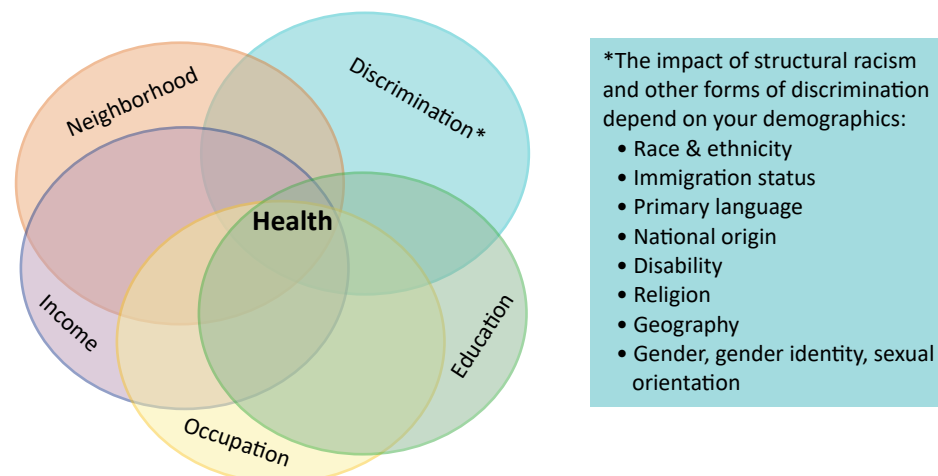 Neighborhood
Discrimination*
Health
Income
Education
Occupation
*The impact of structural racism
and other forms of discrimination
depend on your demographics:
• Race & ethnicity
• Immigration status
• Primary language
• National origin
• Disability
• Religion
• Geography
• Gender, gender identity, sexual
orientation